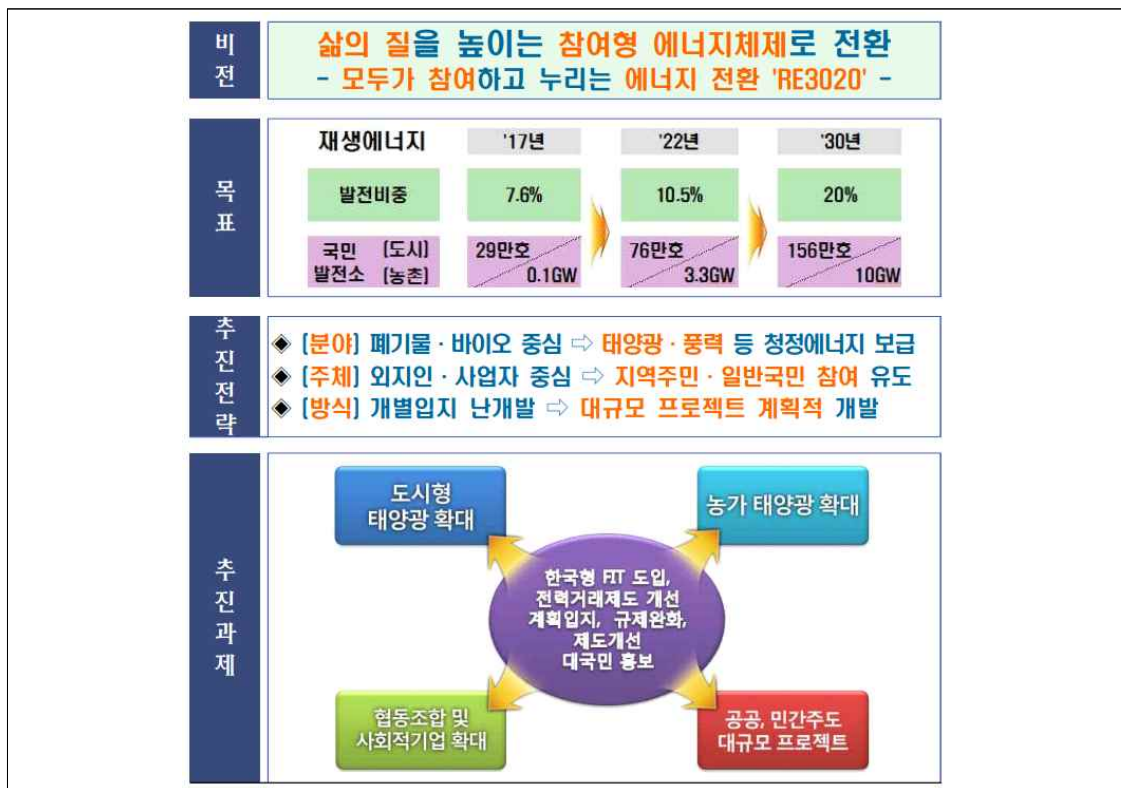 비전
삶의 질을 높이는 참여형 에너지체제로 전환
- 모두가 참여하고 누리는 에너지 전환 'RE3020' -
목표
재생에너지 '17년 '22년 '30년
발전비중 7.6% 10.5% 20%
국민 발전소 [도시] 29만호 76만호 156만호
[농촌] 0.1GW 3.3GW 10GW
추진전략
◈ [분야] 폐기물·바이오 중심 ⇨ 태양광·풍력 등 청정에너지 보급
◈ [주체] 외지인·사업자 중심 ⇨ 지역주민·일반국민 참여 유도
◈ [방식] 개별입지 난개발 ⇨ 대규모 프로젝트 계획적 개발
추진과제
도시형
태양광 확대
농가 태양광 확대
한국형 FIT 도입,
전력거래제도 개선
계획입지, 규제완화,
제도개선
대국민 홍보
협동조합 및
사회적기업 확대
공공, 민간주도
대규모 프로젝트